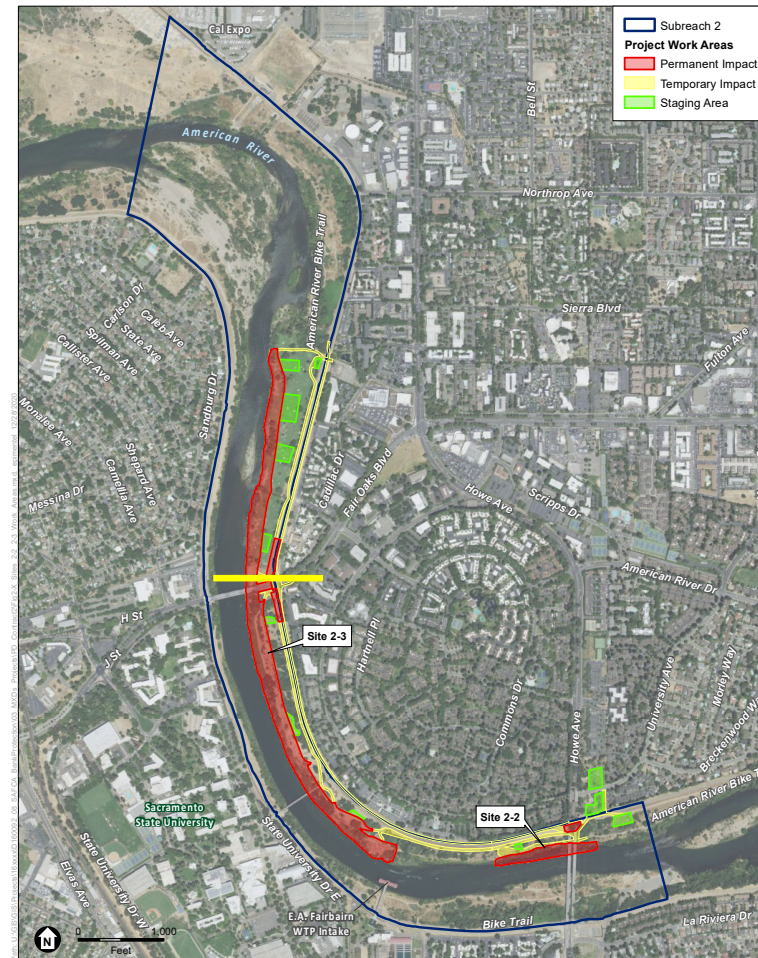 Subreach 2
Project Work Areas
Permanent Impact
Temporary Impact
Staging Area
Cal Expo
American River
Bell St
Northrop Ave
American River Bike Trail
Sierra Blvd
Fulton Ave
Carlson Dr
Caleb Ave
State Ave
Spilman Ave
Callister Ave
Sandburg Dr
Monalee Ave
Shepard Ave
Camellia Ave
Messina Dr
Cadillac Dr
Fair Oaks Blvd
Howe Ave
Scripps Dr
American River Dr
H St
J St
Site 2-3
Hartnell Pl
Commons Dr
Howe Ave
University Ave
Morley Way
Breckenwood Way
Sacramento
State University
State University Dr E
State University Dr W
Elvas Ave
Site 2-2
American River Bike T
E.A. Fairbairn
WTP Intake
Bike Trail
La Riviera Dr
N
0
1,000
Feet